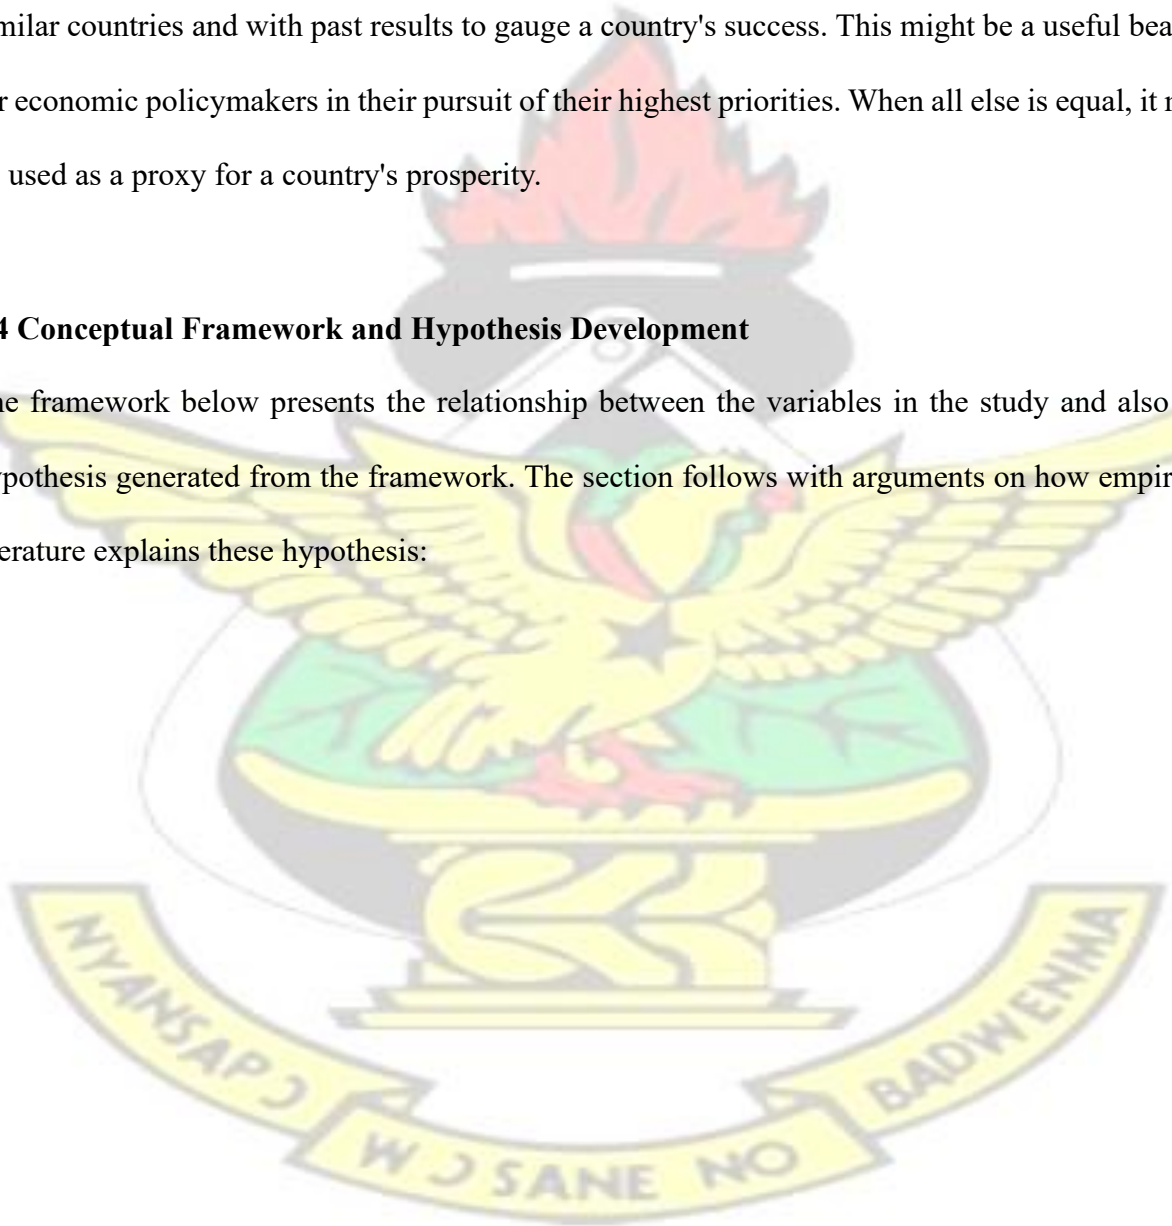 milar countries and with past results to gauge a country's success. This might be a useful bea
r economic policymakers in their pursuit of their highest priorities. When all else is equal, it
used as a proxy for a country's prosperity.
4 Conceptual Framework and Hypothesis Development
e framework below presents the relationship between the variables in the study and also
ypothesis generated from the framework. The section follows with arguments on how empir
erature explains these hypothesis:
NYANSAPƆ
WƆ SANE NO
BADWENMA